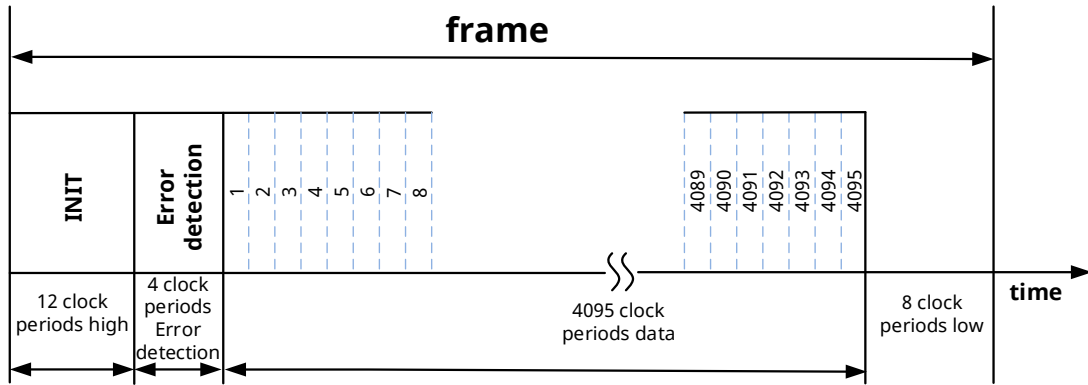 frame
INIT
Error
detection
1
2
3
4
5
6
7
8
4089
4090
4091
4092
4093
4094
4095
time
12 clock
periods high
4 clock
periods
Error
detection
4095 clock
periods data
8 clock
periods low